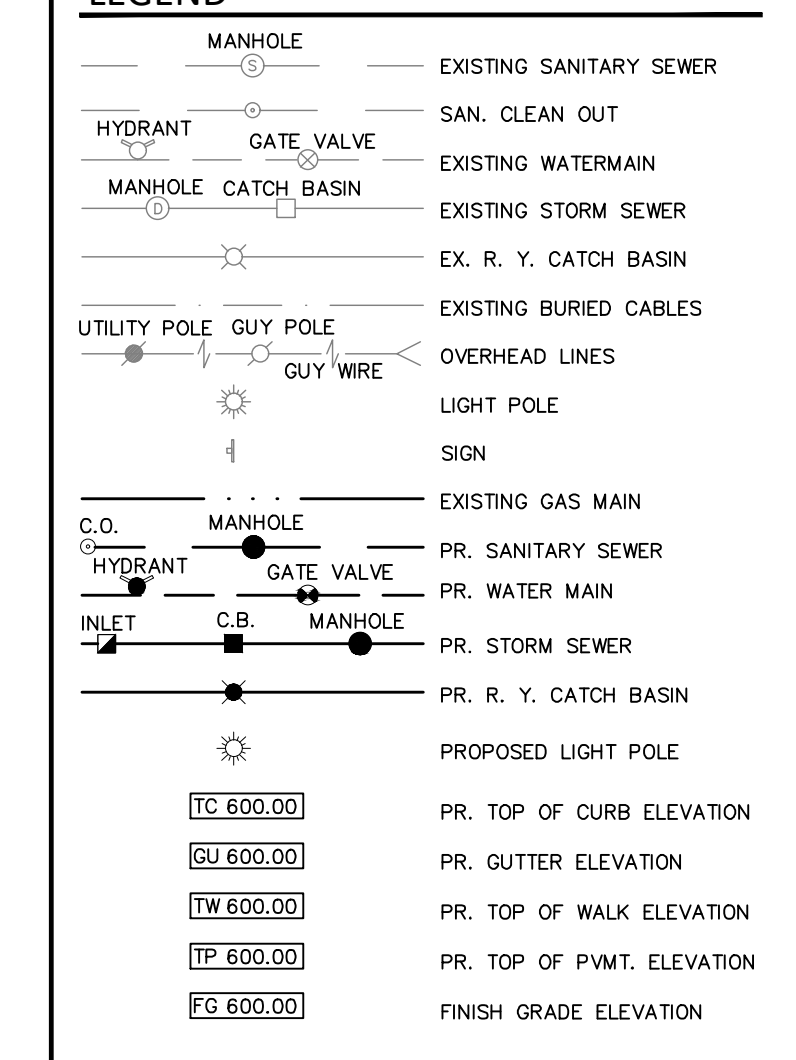 LEGEND
MANHOLE
S
EXISTING SANITARY SEWER
SAN. CLEAN OUT
HYDRANT
GATE VALVE
EXISTING WATERMAIN
MANHOLE CATCH BASIN
D
EXISTING STORM SEWER
EX. R. Y. CATCH BASIN
EXISTING BURIED CABLES
UTILITY POLE GUY POLE
GUY WIRE
OVERHEAD LINES
LIGHT POLE
SIGN
EXISTING GAS MAIN
C.O. MANHOLE
PR. SANITARY SEWER
HYDRANT
GATE VALVE
PR. WATER MAIN
INLET C.B. MANHOLE
PR. STORM SEWER
PR. R. Y. CATCH BASIN
PROPOSED LIGHT POLE
TC 600.00 PR. TOP OF CURB ELEVATION
GU 600.00 PR. GUTTER ELEVATION
TW 600.00 PR. TOP OF WALK ELEVATION
TP 600.00 PR. TOP OF PVMT. ELEVATION
FG 600.00 FINISH GRADE ELEVATION